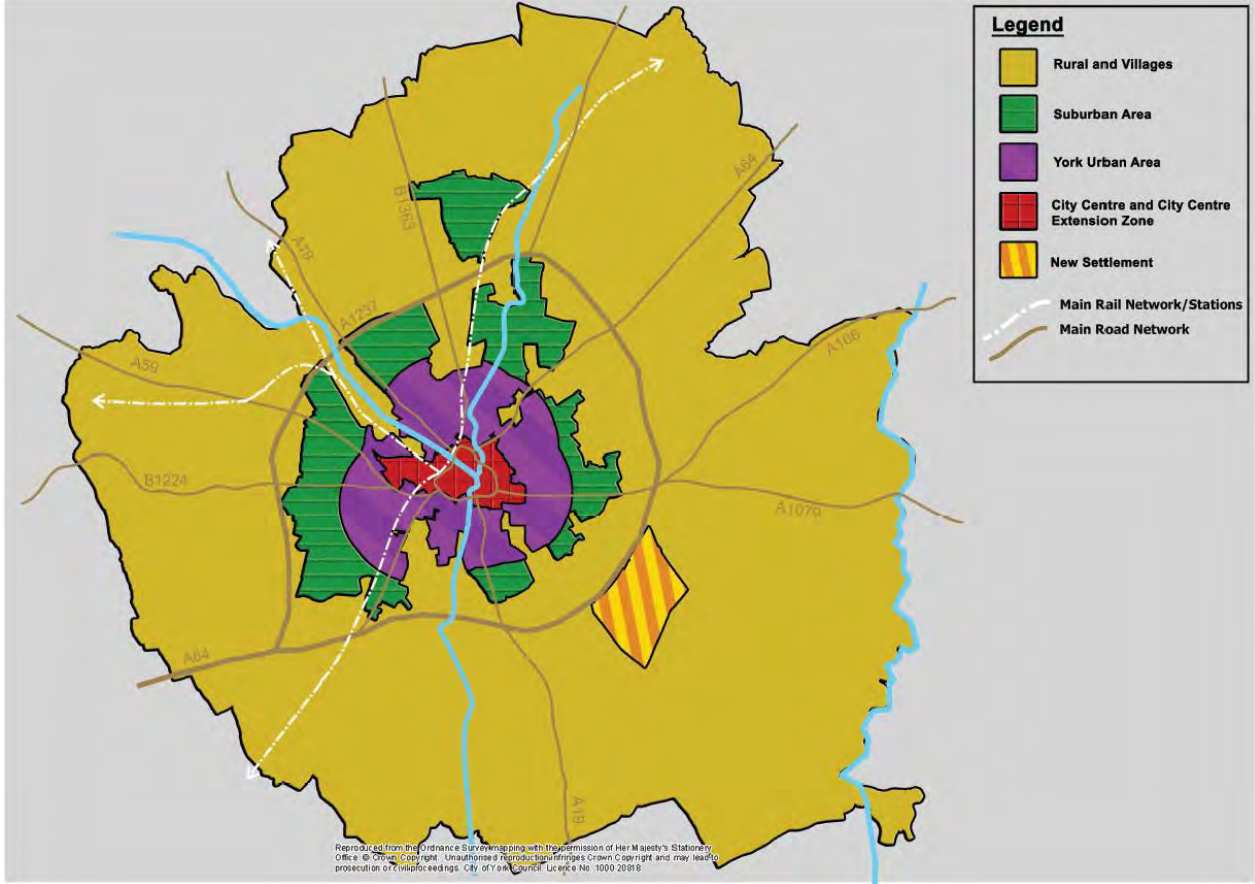 Legend
Rural and Villages
Suburban Area
York Urban Area
City Centre and City Centre
Extension Zone
New Settlement
Main Rail Network/Stations
Main Road Network
A64
B1363
A19
A1237
A59
A166
B1224
A1079
A64
A19
Reproduced from the Ordnance Survey mapping with the permission of Her Majesty's Stationery
Office. © Crown Copyright. Unauthorised reproduction infringes Crown Copyright and may lead to
prosecution or civil proceedings. City of York Council. Licence No. 1000 20818